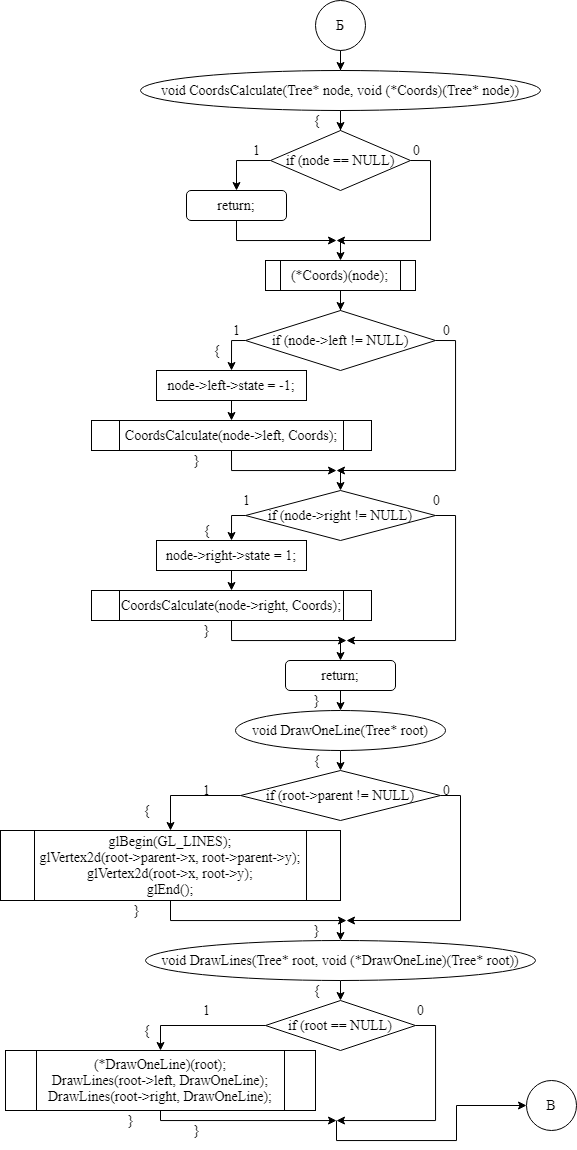 Б
void CoordsCalculate(Tree* node, void (*Coords)(Tree* node))
{
1
if (node == NULL)
0
return;
(*Coords)(node);
1
if (node->left != NULL)
0
{
node->left->state = -1;
CoordsCalculate(node->left, Coords);
}
1
if (node->right != NULL)
0
{
node->right->state = 1;
CoordsCalculate(node->right, Coords);
}
return;
}
void DrawOneLine(Tree* root)
{
1
if (root->parent != NULL)
0
{
glBegin(GL_LINES);
glVertex2d(root->parent->x, root->parent->y);
glVertex2d(root->x, root->y);
glEnd();
}
}
void DrawLines(Tree* root, void (*DrawOneLine)(Tree* root))
{
1
if (root == NULL)
0
{
(*DrawOneLine)(root);
DrawLines(root->left, DrawOneLine);
DrawLines(root->right, DrawOneLine);
}
}
В